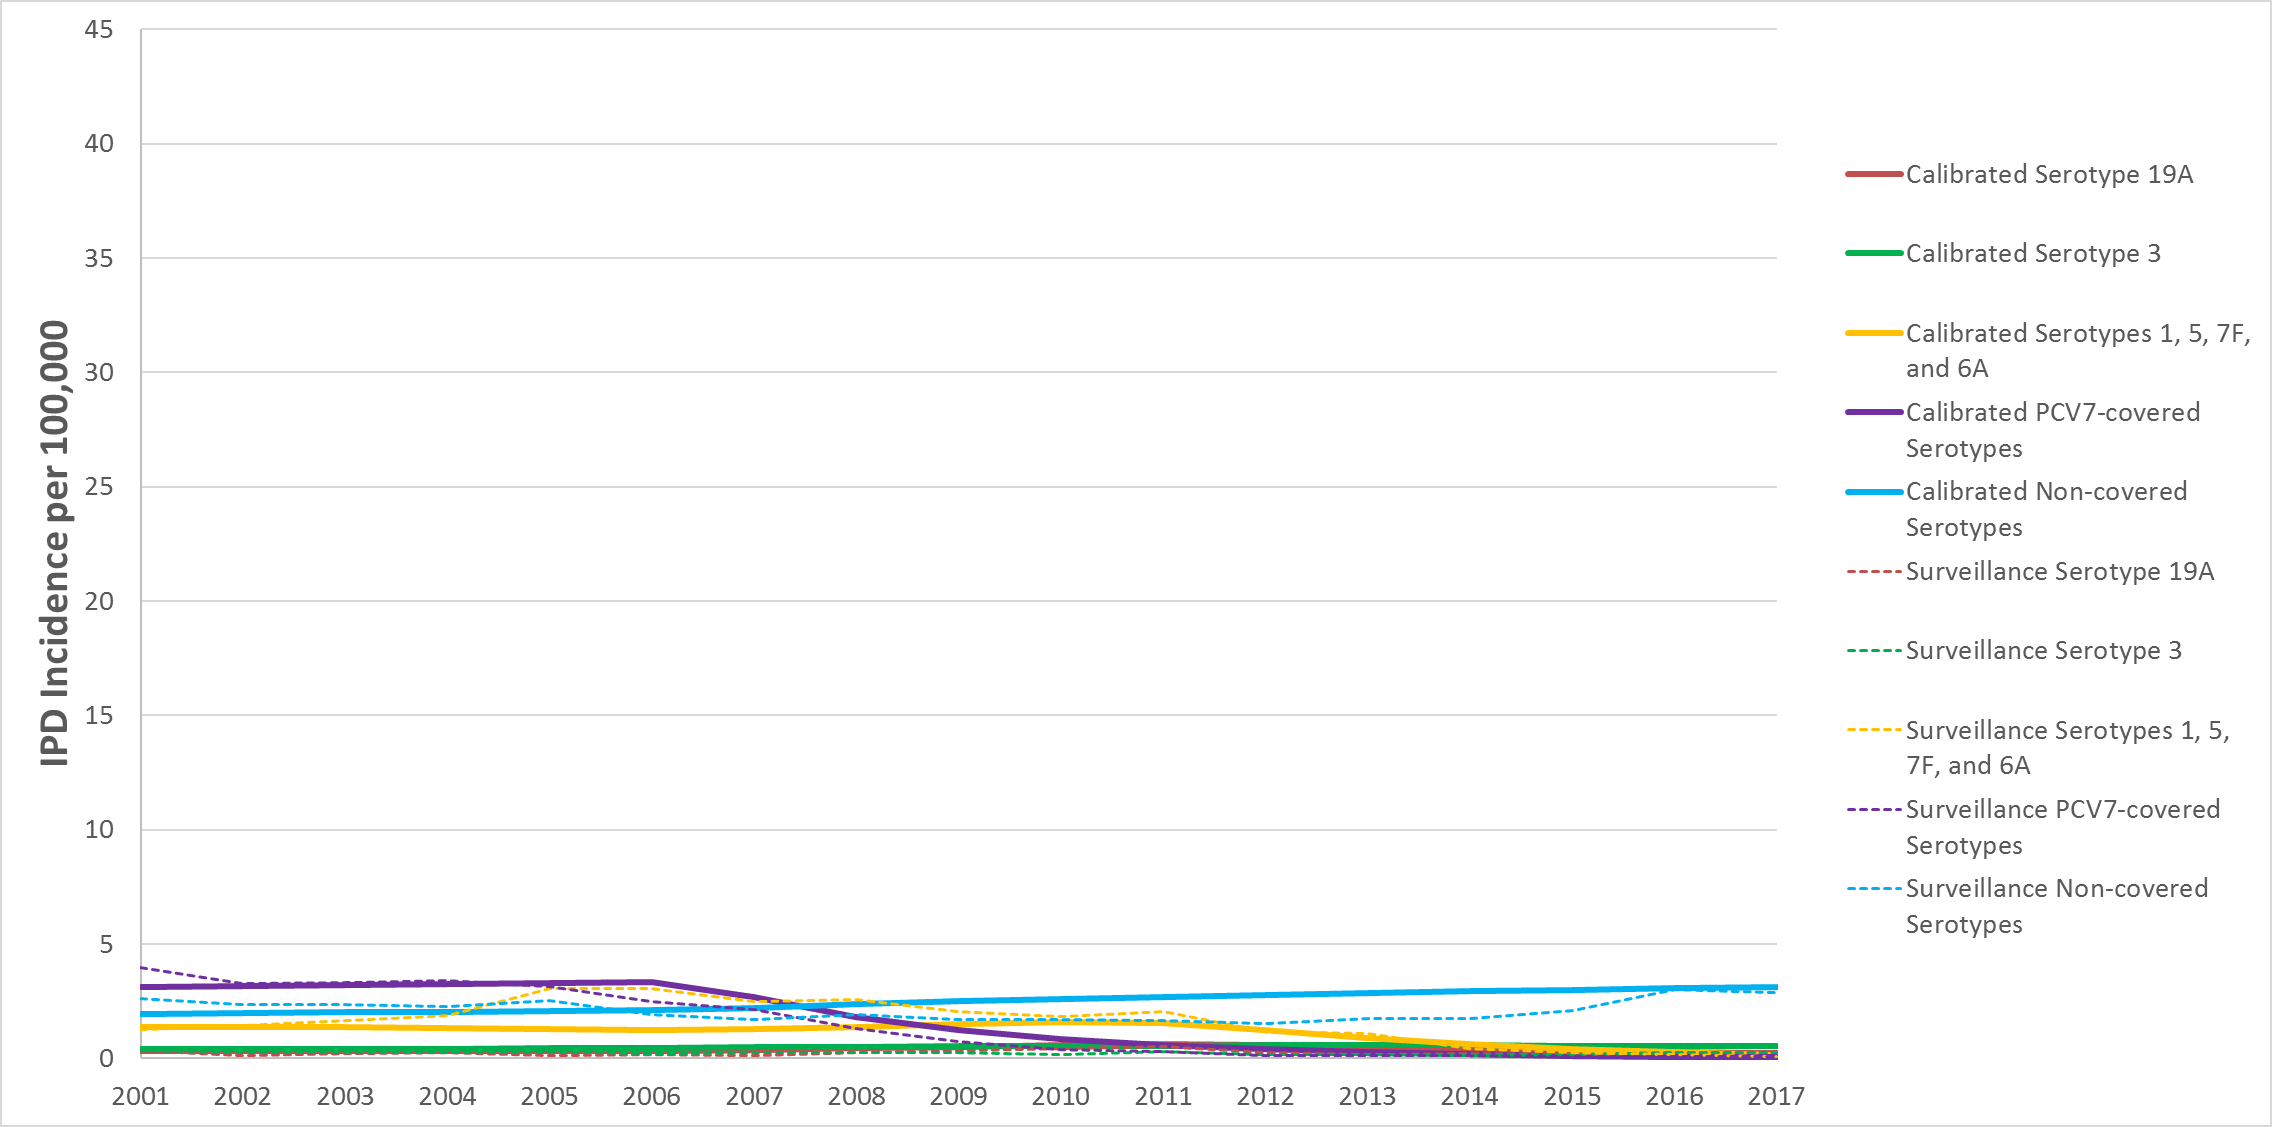 IPD Incidence per 100,000
45
40
35
30
25
20
15
10
5
0
2001 2002 2003 2004 2005 2006 2007 2008 2009 2010 2011 2012 2013 2014 2015 2016 2017
Calibrated Serotype 19A
Calibrated Serotype 3
Calibrated Serotypes 1, 5, 7F,
and 6A
Calibrated PCV7-covered
Serotypes
Calibrated Non-covered
Serotypes
Surveillance Serotype 19A
Surveillance Serotype 3
Surveillance Serotypes 1, 5,
7F, and 6A
Surveillance PCV7-covered
Serotypes
Surveillance Non-covered
Serotypes